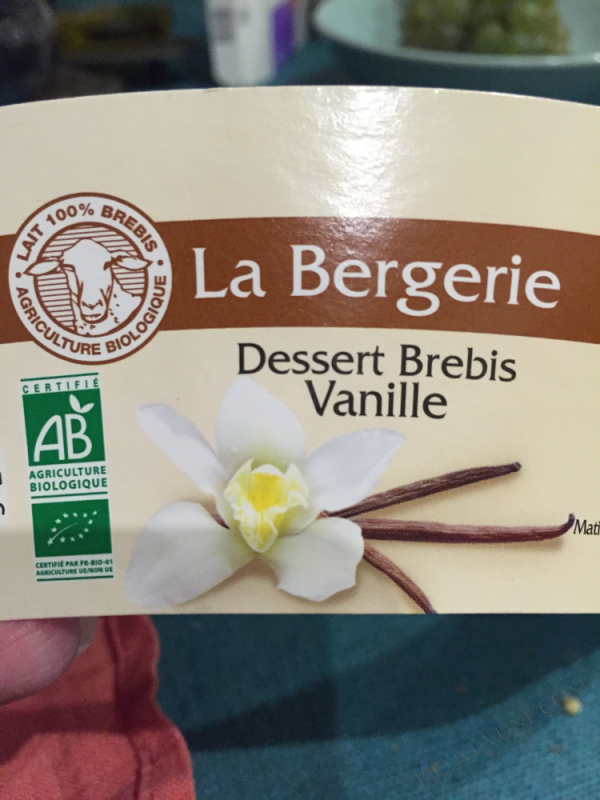 LAIT 100% BREBIS
AGRICULTURE BIOLOGIQUE
La Bergerie
Dessert Brebis
Vanille
CERTIFIÉ
AB
AGRICULTURE
BIOLOGIQUE
CERTIFIÉ PAR FR-BIO-01
AGRICULTURE UE/NON UE
Mati